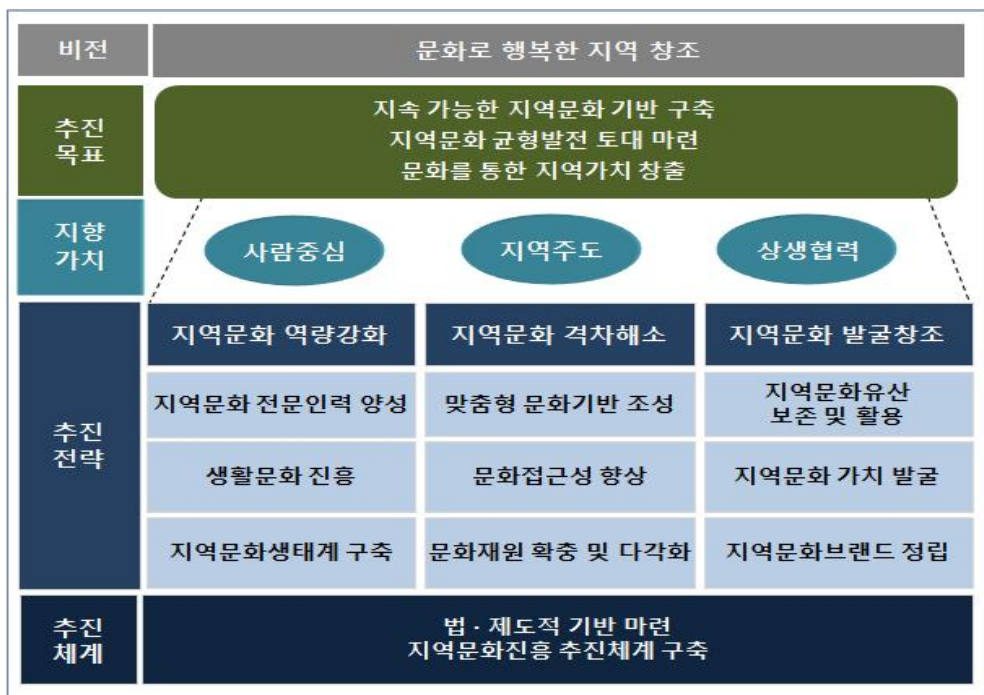 비전
문화로 행복한 지역 창조
추진
목표
지속 가능한 지역문화 기반 구축
지역문화 균형발전 토대 마련
문화를 통한 지역가치 창출
지향
가치
사람중심
지역주도
상생협력
추진
전략
지역문화 역량강화
지역문화 격차해소
지역문화 발굴창조
지역문화 전문인력 양성
맞춤형 문화기반 조성
지역문화유산
보존 및 활용
생활문화 진흥
문화접근성 향상
지역문화 가치 발굴
지역문화생태계 구축
문화재원 확충 및 다각화
지역문화브랜드 정립
추진
체계
법 · 제도적 기반 마련
지역문화진흥 추진체계 구축